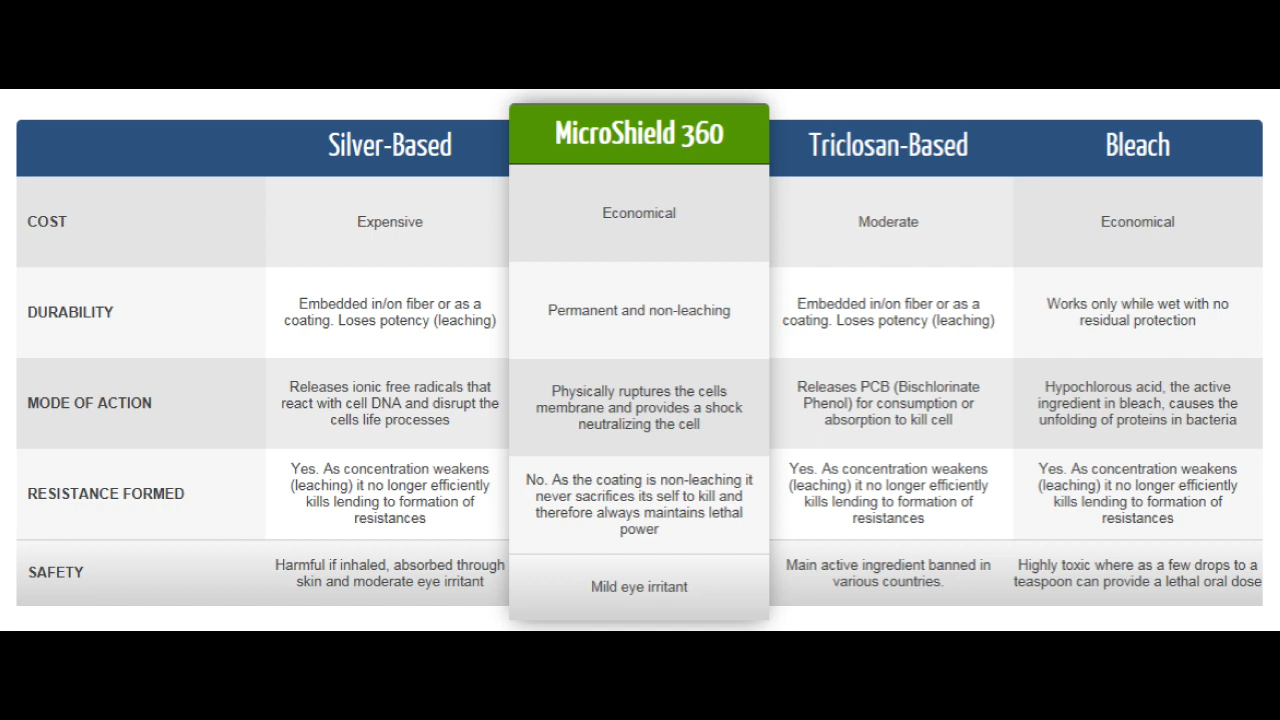 Silver-Based
MicroShield 360
Triclosan-Based
Bleach
COST
Expensive
Economical
Moderate
Economical
DURABILITY
Embedded in/on fiber or as a
coating. Loses potency (leaching)
Permanent and non-leaching
Embedded in/on fiber or as a
coating. Loses potency (leaching)
Works only while wet with no
residual protection
MODE OF ACTION
Releases ionic free radicals that
react with cell DNA and disrupt the
cells life processes
Physically ruptures the cells
membrane and provides a shock
neutralizing the cell
Releases PCB (Bischlorinate
Phenol) for consumption or
absorption to kill cell
Hypochlorous acid, the active
ingredient in bleach, causes the
unfolding of proteins in bacteria
RESISTANCE FORMED
Yes. As concentration weakens
(leaching) it no longer efficiently
kills lending to formation of
resistances
No. As the coating is non-leaching it
never sacrifices its self to kill and
therefore always maintains lethal
power
Yes. As concentration weakens
(leaching) it no longer efficiently
kills lending to formation of
resistances
Yes. As concentration weakens
(leaching) it no longer efficiently
kills lending to formation of
resistances
SAFETY
Harmful if inhaled, absorbed through
skin and moderate eye irritant
Mild eye irritant
Main active ingredient banned in
various countries.
Highly toxic where as a few drops to a
teaspoon can provide a lethal oral dose